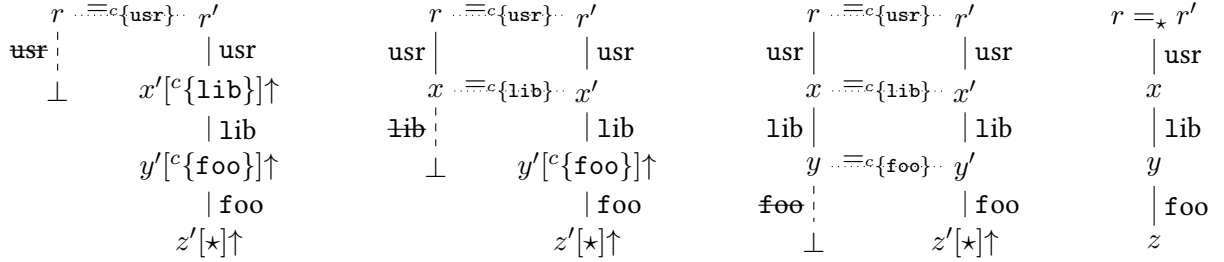 r =ᶜ{usr} r′ r =ᶜ{usr} r′ r =ᶜ{usr} r′ r =⋆ r′
usr usr usr usr usr usr usr
⊥ x′[ᶜ{lib}]↑ x =ᶜ{lib} x′ x =ᶜ{lib} x′ x
lib lib lib lib lib lib
y′[ᶜ{foo}]↑ ⊥ y′[ᶜ{foo}]↑ y =ᶜ{foo} y′ y
foo foo foo foo foo
z′[⋆]↑ z′[⋆]↑ ⊥ z′[⋆]↑ z